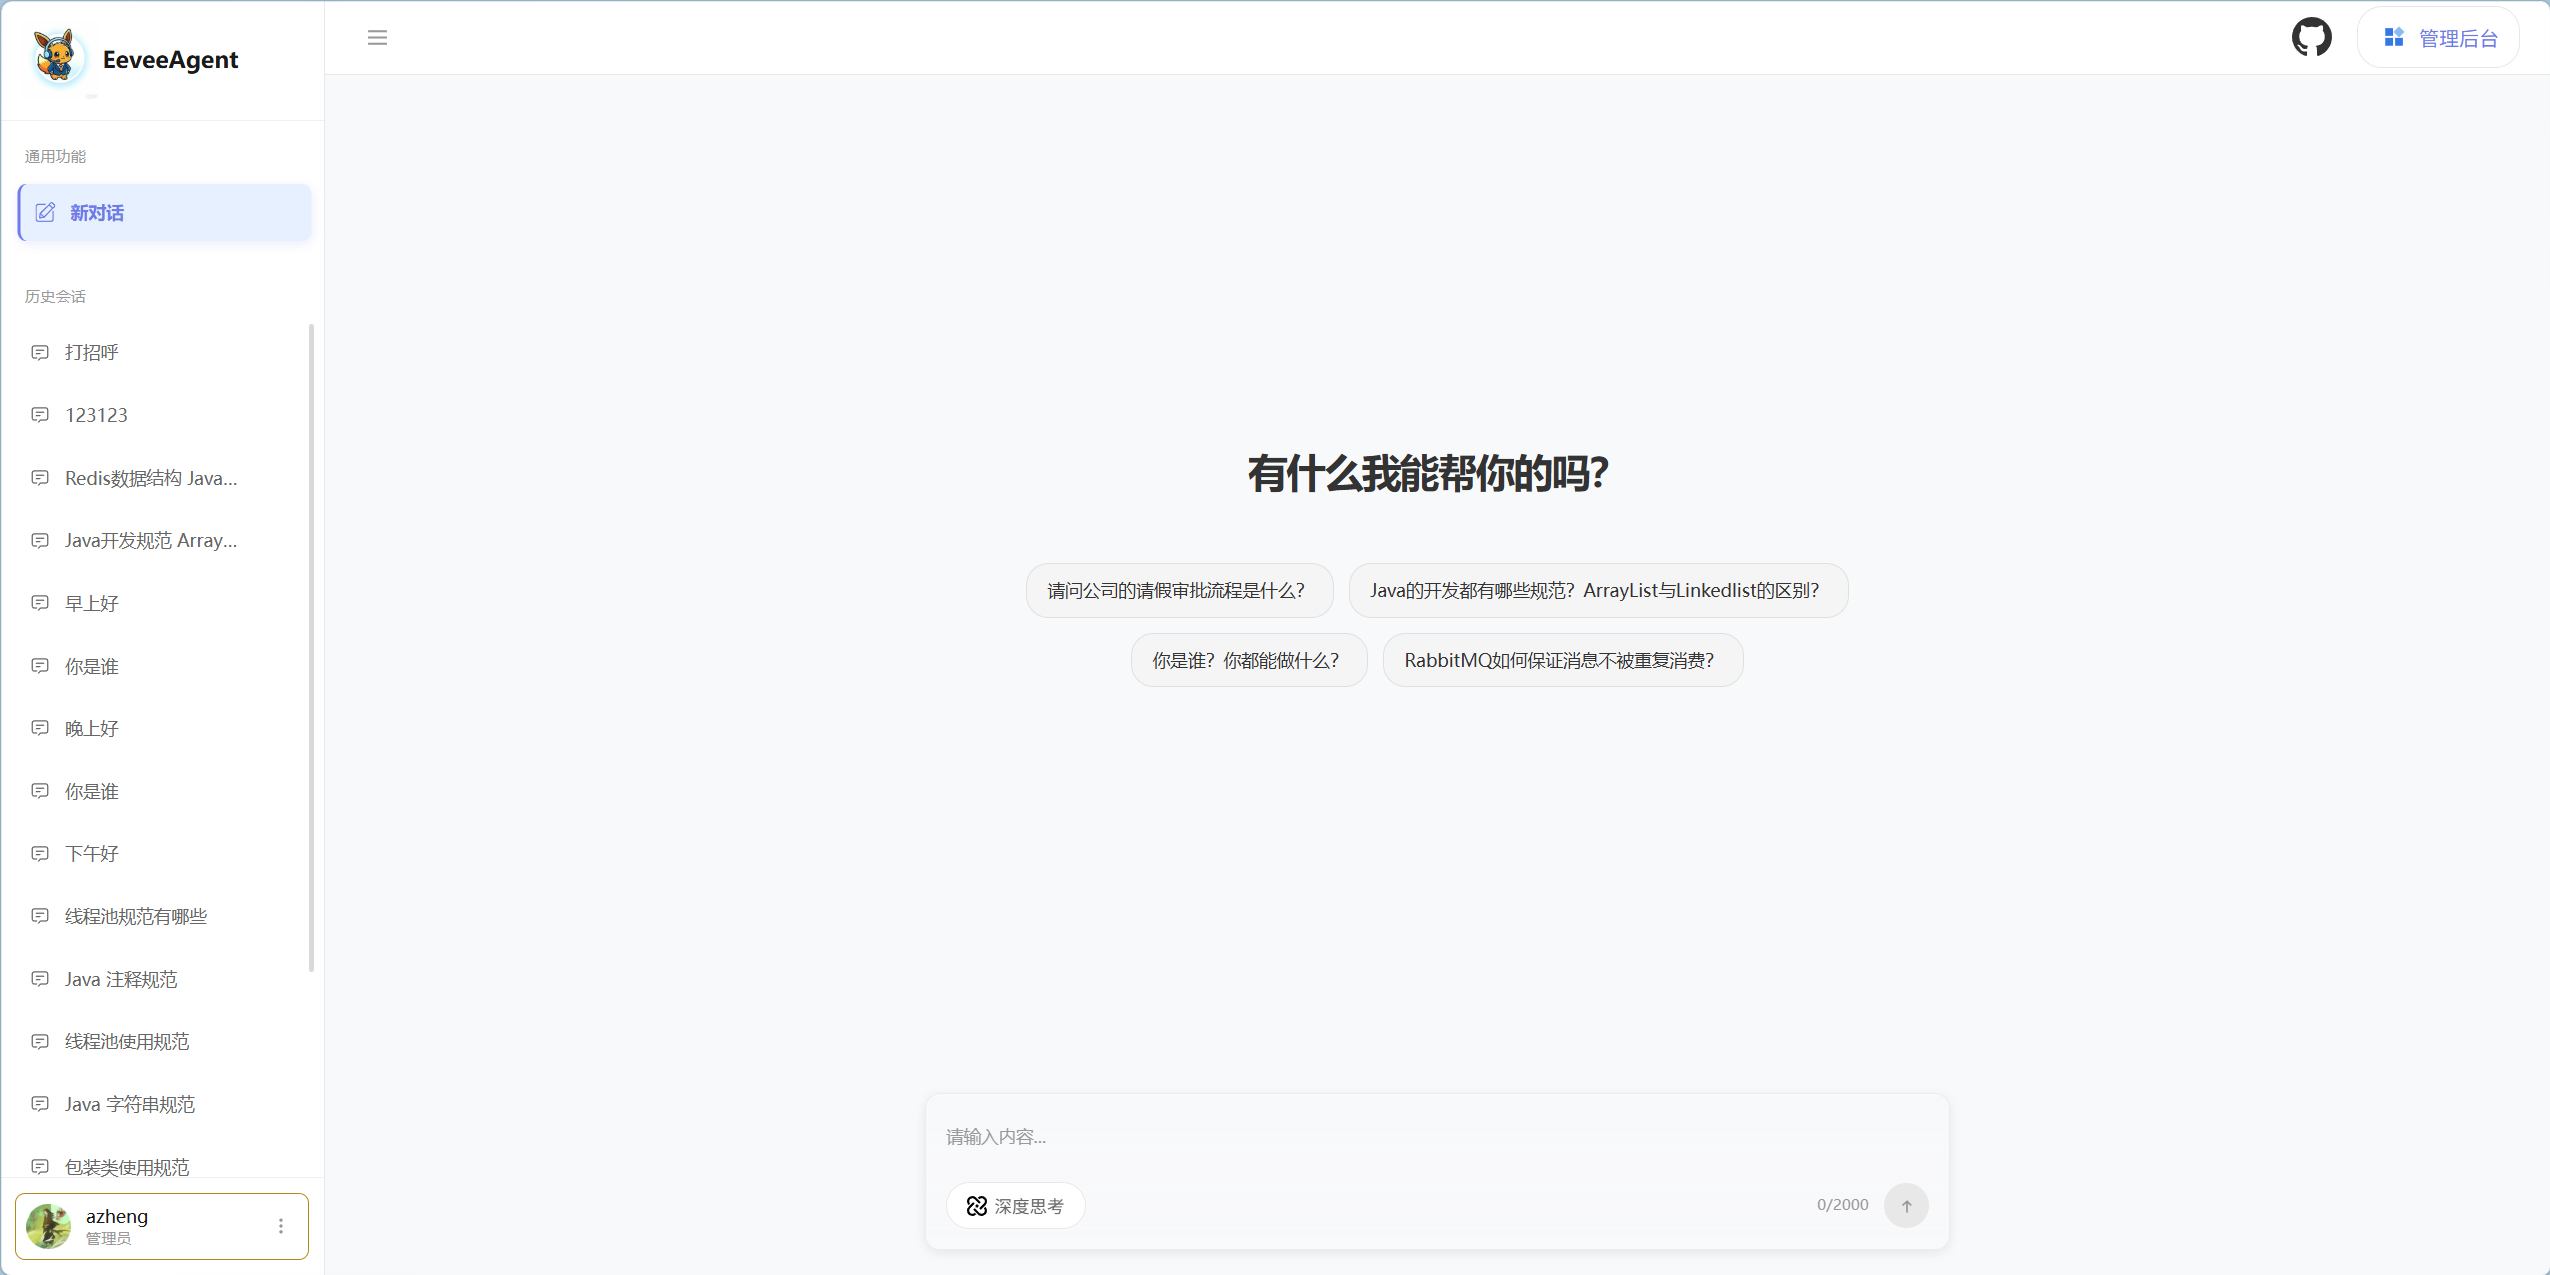 EeveeAgent
通用功能
新对话
历史会话
打招呼
123123
Redis数据结构 Java...
Java开发规范 Array...
早上好
你是谁
晚上好
你是谁
下午好
线程池规范有哪些
Java 注释规范
线程池使用规范
Java 字符串规范
包装类使用规范
azheng
管理员
管理后台
有什么我能帮你的吗？
请问公司的请假审批流程是什么？
Java的开发都有哪些规范？ArrayList与Linkedlist的区别？
你是谁？你都能做什么？
RabbitMQ如何保证消息不被重复消费？
请输入内容...
深度思考
0/2000